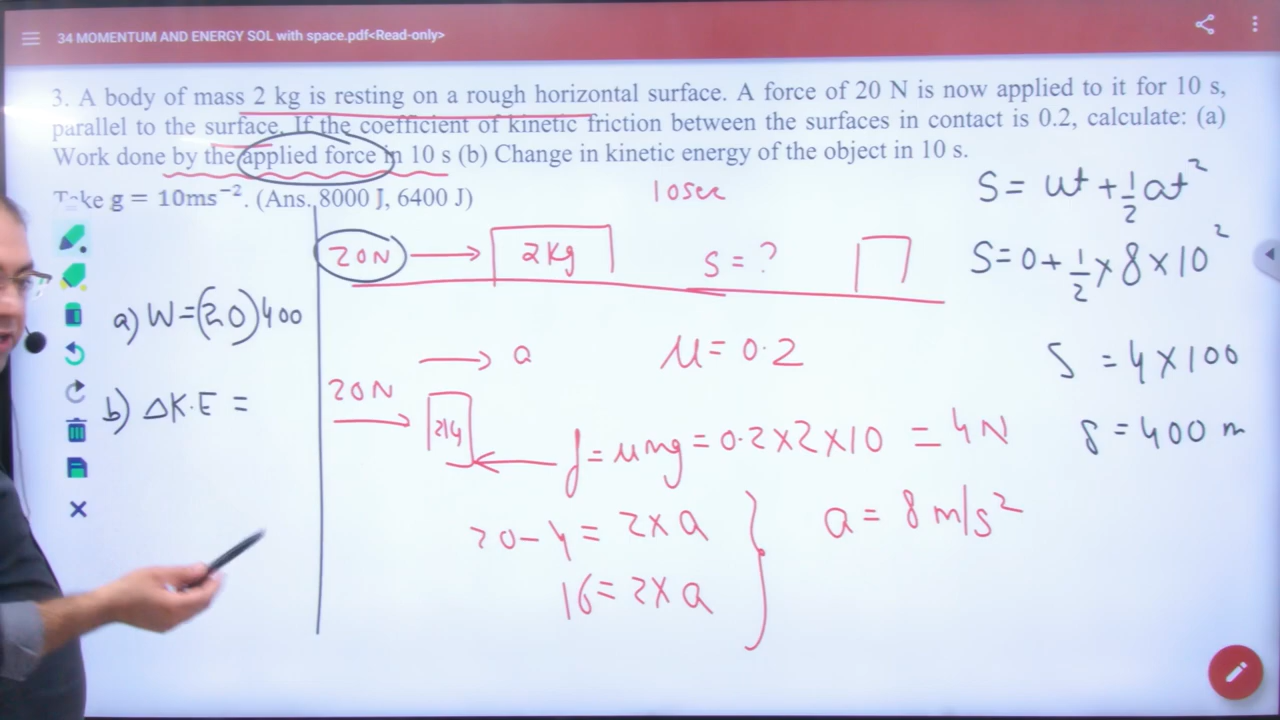 34 MOMENTUM AND ENERGY SOL with space.pdf<Read-only>
3. A body of mass 2 kg is resting on a rough horizontal surface. A force of 20 N is now applied to it for 10 s,
parallel to the surface. If the coefficient of kinetic friction between the surfaces in contact is 0.2, calculate: (a)
Work done by the applied force in 10 s (b) Change in kinetic energy of the object in 10 s.
Take g = 10ms⁻². (Ans. 8000 J, 6400 J)
10sec
20N → 2kg S = ?
a) W=(20)400
b) ΔK.E =
→ a μ = 0.2
20N
f = μmg = 0.2×2×10 = 4N
20-4 = 2×a
16 = 2×a
a = 8 m/s²
S = ut + ½at²
S = 0 + ½ × 8 × 10²
S = 4×100
S = 400 m